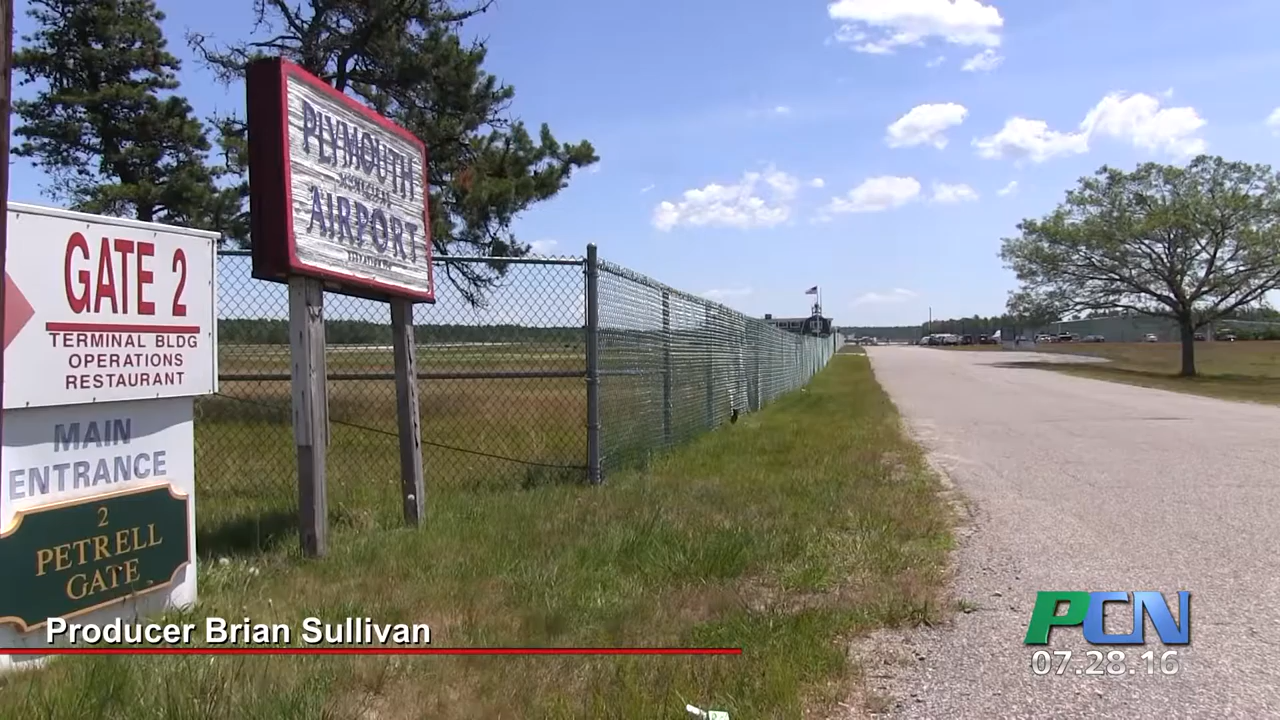 PLYMOUTH
MUNICIPAL
AIRPORT
GATE 2
TERMINAL BLDG
OPERATIONS
RESTAURANT
MAIN
ENTRANCE
2
PETRELL
GATE
Producer Brian Sullivan
PCN
07.28.16